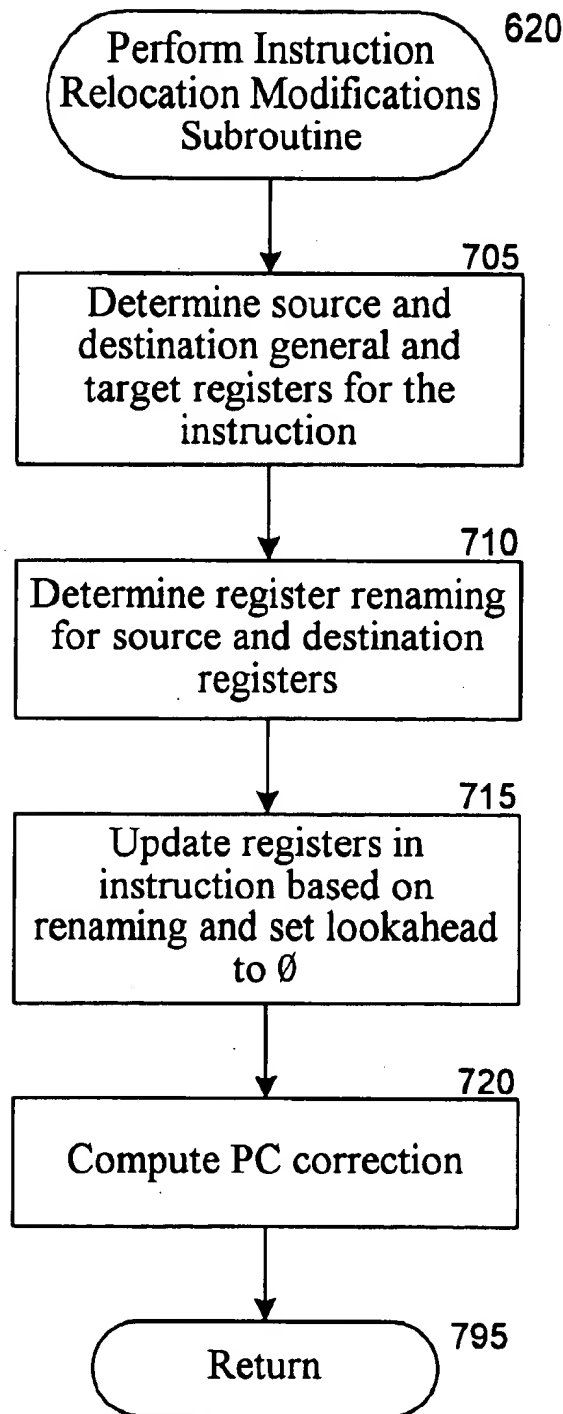 620
Perform Instruction
Relocation Modifications
Subroutine
705
Determine source and
destination general and
target registers for the
instruction
710
Determine register renaming
for source and destination
registers
715
Update registers in
instruction based on
renaming and set lookahead
to Ø
720
Compute PC correction
795
Return